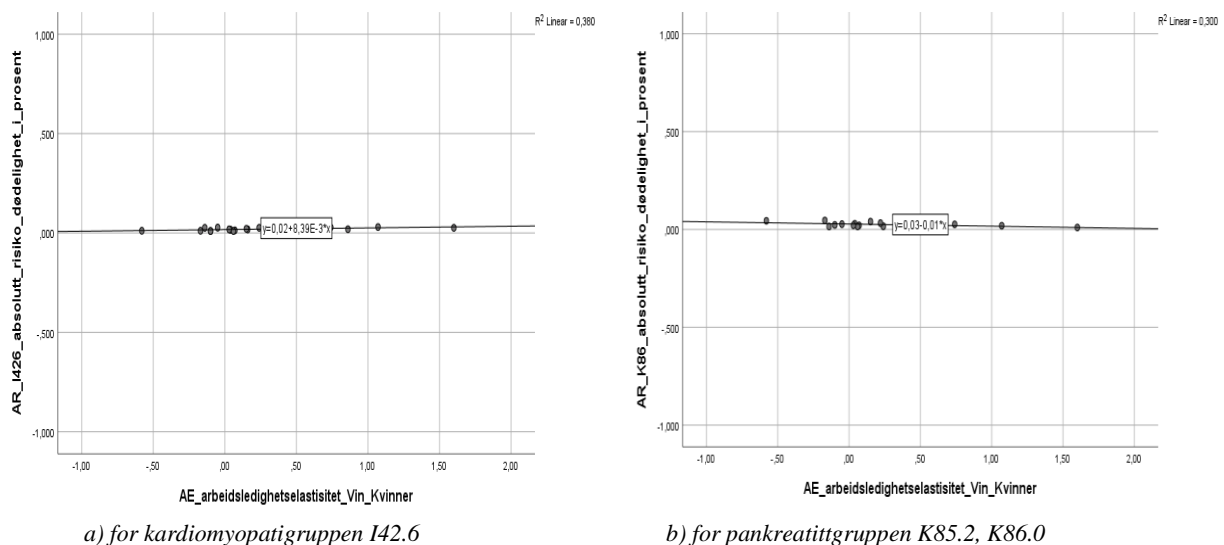 R² Linear = 0,380
1,000
,500
,000
-,500
-1,000
AR_I426_absolutt_risiko_dødelighet_i_prosent
y=0,02+8,39E-3*x
-1,00
-,50
,00
,50
1,00
1,50
2,00
AE_arbeidsledighetselastisitet_Vin_Kvinner
a) for kardiomyopatigruppen I42.6
R² Linear = 0,300
1,000
,500
,000
-,500
-1,000
AR_K86_absolutt_risiko_dødelighet_i_prosent
y=0,03-0,01*x
-1,00
-,50
,00
,50
1,00
1,50
2,00
AE_arbeidsledighetselastisitet_Vin_Kvinner
b) for pankreatittgruppen K85.2, K86.0